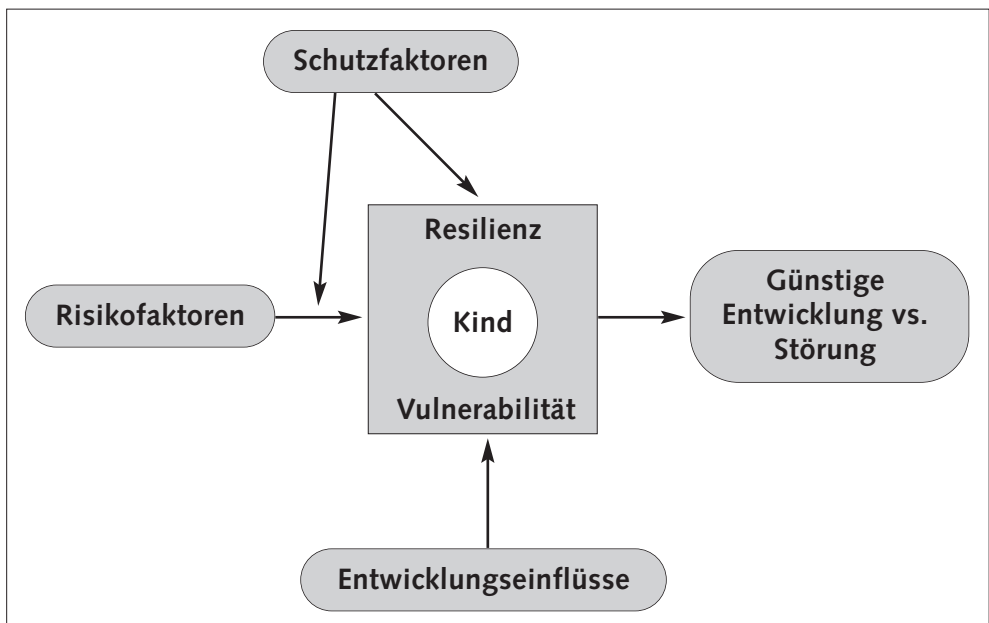 Schutzfaktoren
Resilienz
Risikofaktoren
Kind
Günstige
Entwicklung vs.
Störung
Vulnerabilität
Entwicklungseinflüsse